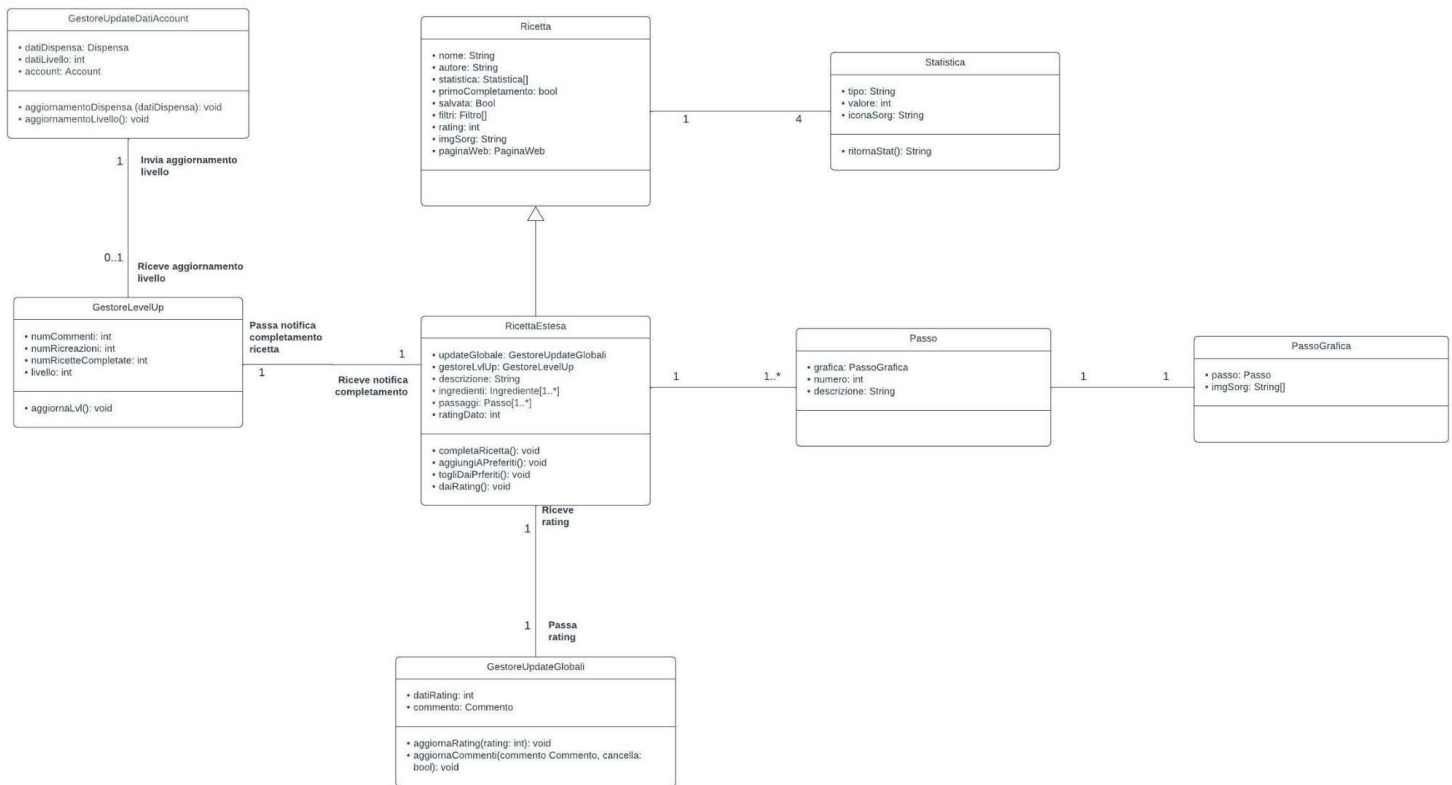 GestoreUpdateDatiAccount
• datiDispensa: Dispensa
• datiLivello: int
• account: Account
• aggiornamentoDispensa (datiDispensa): void
• aggiornamentoLivello(): void
1
Invia aggiornamento
livello
0..1
Riceve aggiornamento
livello
GestoreLevelUp
• numCommenti: int
• numRicreazioni: int
• numRicetteCompletate: int
• livello: int
• aggiornaLvl(): void
Passa notifica
completamento
ricetta
1
1
Riceve notifica
completamento
Ricetta
• nome: String
• autore: String
• statistica: Statistica[]
• primoCompletamento: bool
• salvata: Bool
• filtri: Filtro[]
• rating: int
• imgSorg: String
• paginaWeb: PaginaWeb
1
4
Statistica
• tipo: String
• valore: int
• iconaSorg: String
• ritornaStat(): String
RicettaEstesa
• updateGlobale: GestoreUpdateGlobali
• gestoreLvlUp: GestoreLevelUp
• descrizione: String
• ingredienti: Ingrediente[1..*]
• passaggi: Passo[1..*]
• ratingDato: int
• completaRicetta(): void
• aggiungiAPreferiti(): void
• togliDaiPrferiti(): void
• daiRating(): void
1
1..*
Passo
• grafica: PassoGrafica
• numero: int
• descrizione: String
1
1
PassoGrafica
• passo: Passo
• imgSorg: String[]
Riceve
rating
1
1
Passa
rating
GestoreUpdateGlobali
• datiRating: int
• commento: Commento
• aggiornaRating(rating: int): void
• aggiornaCommenti(commento Commento, cancella:
bool): void